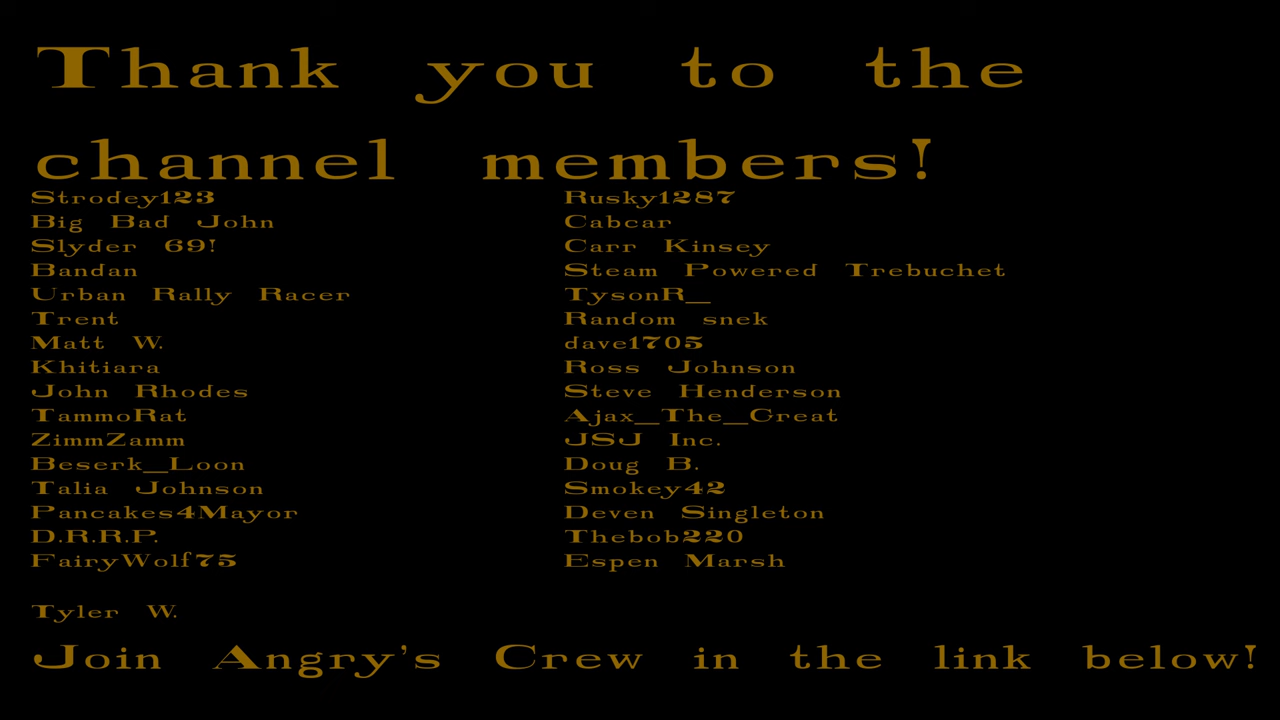 Thank you to the
channel members!
Strodey123
Big Bad John
Slyder 69!
Bandan
Urban Rally Racer
Trent
Matt W.
Khitiara
John Rhodes
TammoRat
ZimmZamm
Beserk_Loon
Talia Johnson
Pancakes4Mayor
D.R.R.P.
FairyWolf75
Tyler W.
Rusky1287
Cabcar
Carr Kinsey
Steam Powered Trebuchet
TysonR_
Random snek
dave1705
Ross Johnson
Steve Henderson
Ajax_The_Great
JSJ Inc.
Doug B.
Smokey42
Deven Singleton
Thebob220
Espen Marsh
Join Angry's Crew in the link below!